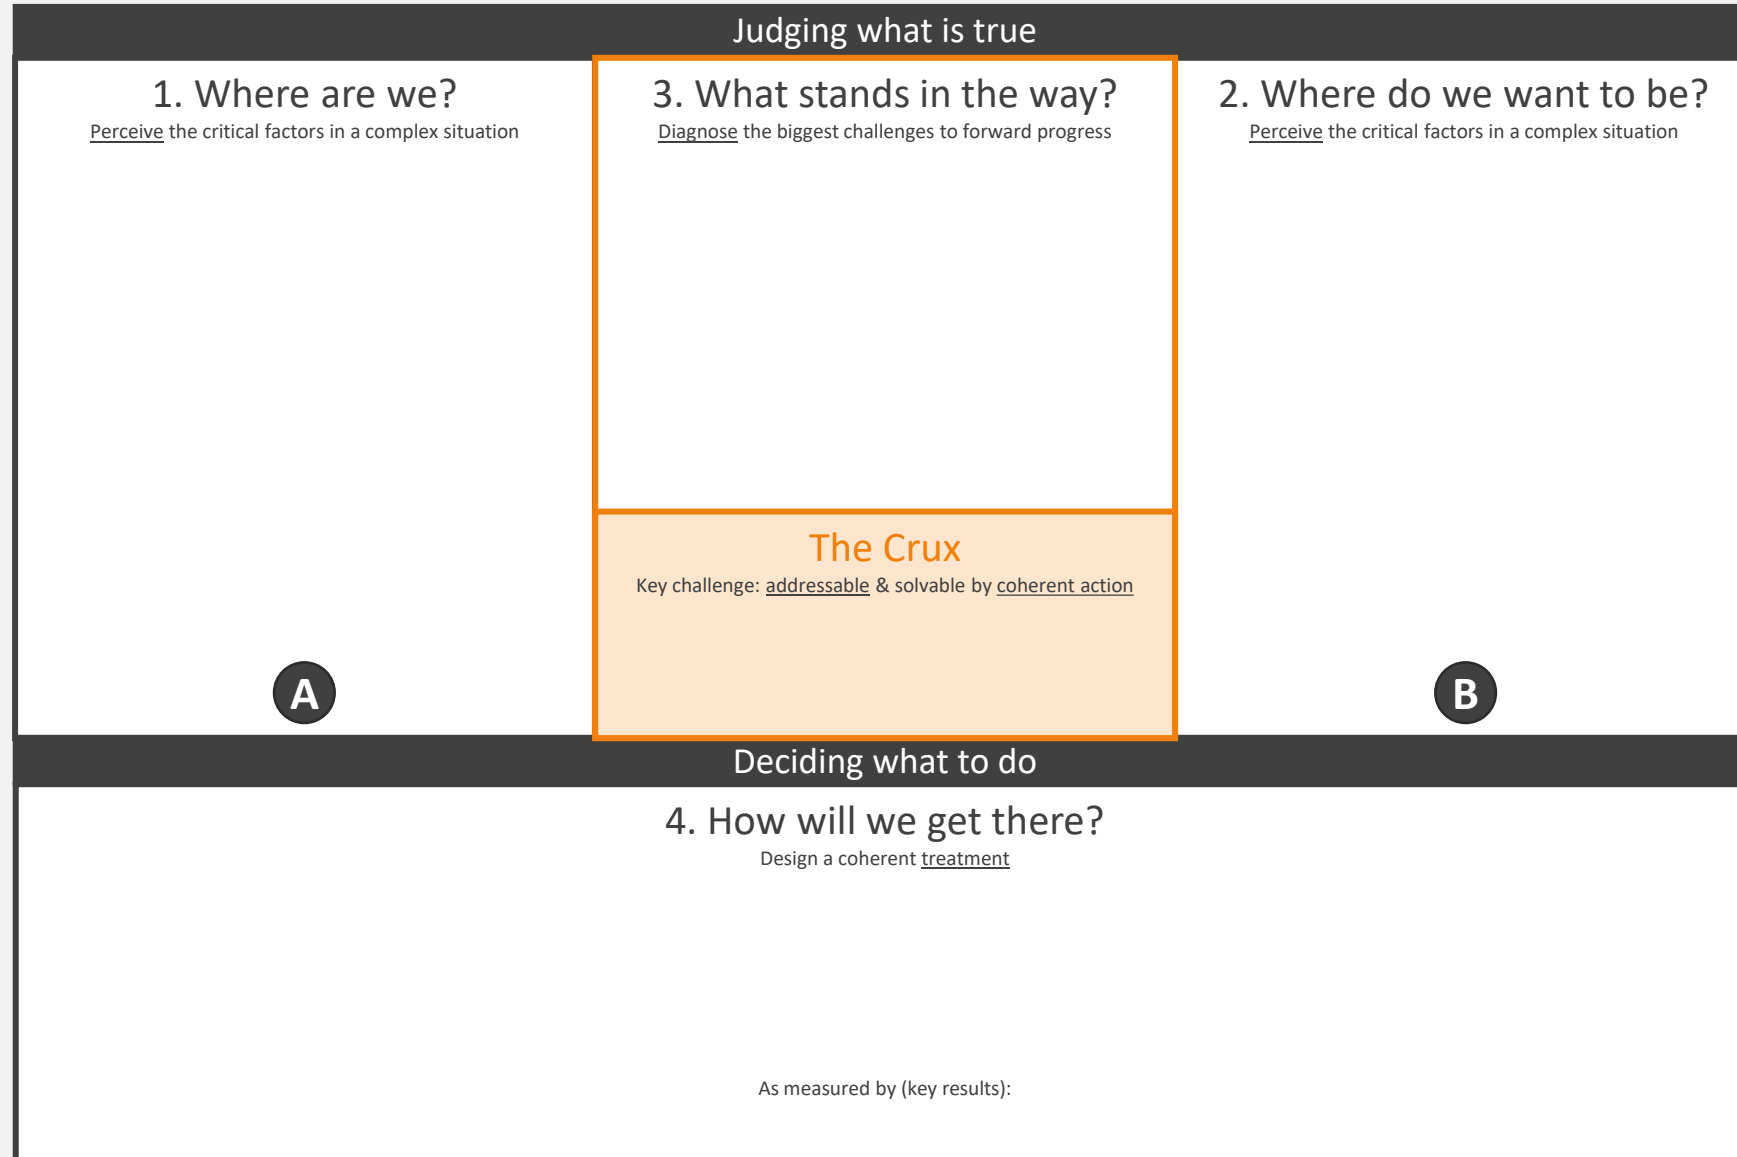 Judging what is true
1. Where are we?
Perceive the critical factors in a complex situation
A
3. What stands in the way?
Diagnose the biggest challenges to forward progress
The Crux
Key challenge: addressable & solvable by coherent action
2. Where do we want to be?
Perceive the critical factors in a complex situation
B
Deciding what to do
4. How will we get there?
Design a coherent treatment
As measured by (key results):